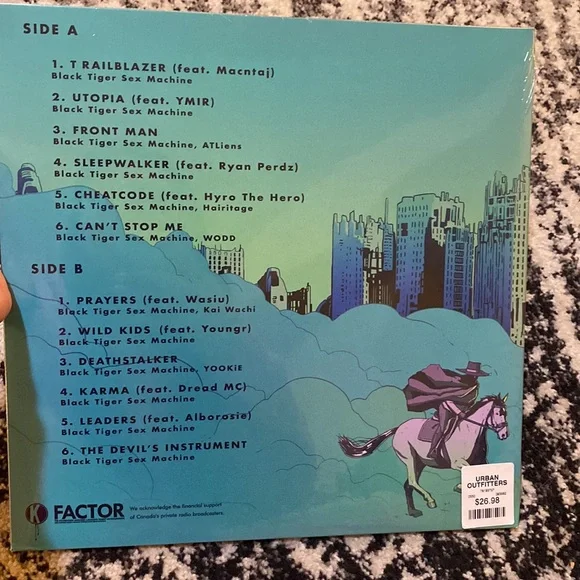 SIDE A
1. T RAILBLAZER (feat. Macntaj)
Black Tiger Sex Machine
2. UTOPIA (feat. YMIR)
Black Tiger Sex Machine
3. FRONT MAN
Black Tiger Sex Machine, ATLiens
4. SLEEPWALKER (feat. Ryan Perdz)
Black Tiger Sex Machine
5. CHEATCODE (feat. Hyro The Hero)
Black Tiger Sex Machine, Hairitage
6. CAN'T STOP ME
Black Tiger Sex Machine, WODD
SIDE B
1. PRAYERS (feat. Wasiu)
Black Tiger Sex Machine, Kai Wachi
2. WILD KIDS (feat. Youngr)
Black Tiger Sex Machine
3. DEATHSTALKER
Black Tiger Sex Machine, YOOKiE
4. KARMA (feat. Dread MC)
Black Tiger Sex Machine
5. LEADERS (feat. Alborosie)
Black Tiger Sex Machine
6. THE DEVIL'S INSTRUMENT
Black Tiger Sex Machine
K
FACTOR
We acknowledge the financial support
of Canada's private radio broadcasters.
URBAN
OUTFITTERS
$26.98